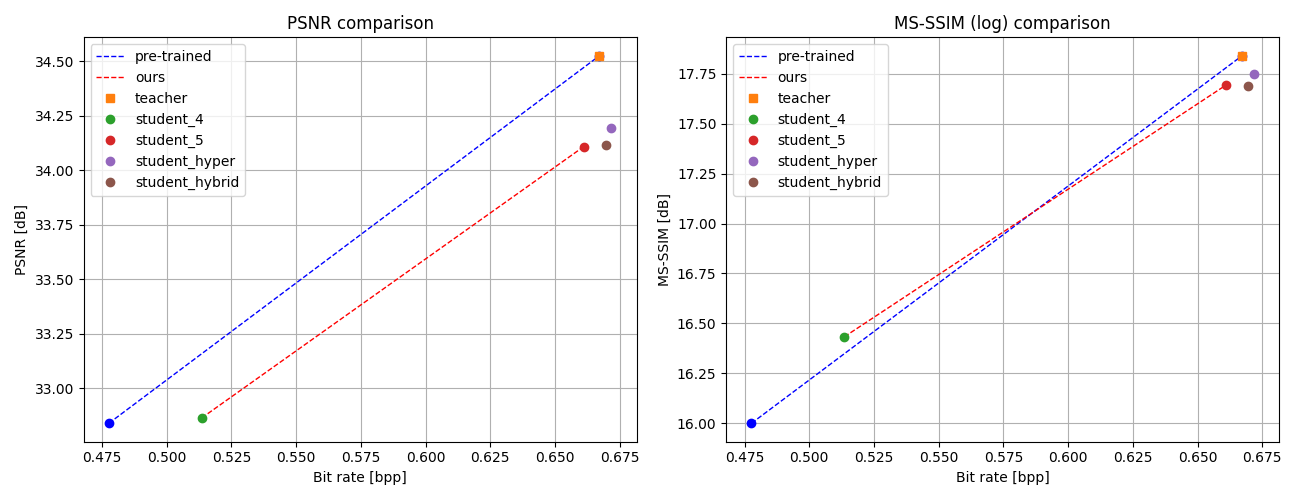 PSNR comparison
34.50
34.25
34.00
33.75
33.50
33.25
33.00
PSNR [dB]
pre-trained
ours
teacher
student_4
student_5
student_hyper
student_hybrid
0.475 0.500 0.525 0.550 0.575 0.600 0.625 0.650 0.675
Bit rate [bpp]
MS-SSIM (log) comparison
17.75
17.50
17.25
17.00
16.75
16.50
16.25
16.00
MS-SSIM [dB]
pre-trained
ours
teacher
student_4
student_5
student_hyper
student_hybrid
0.475 0.500 0.525 0.550 0.575 0.600 0.625 0.650 0.675
Bit rate [bpp]